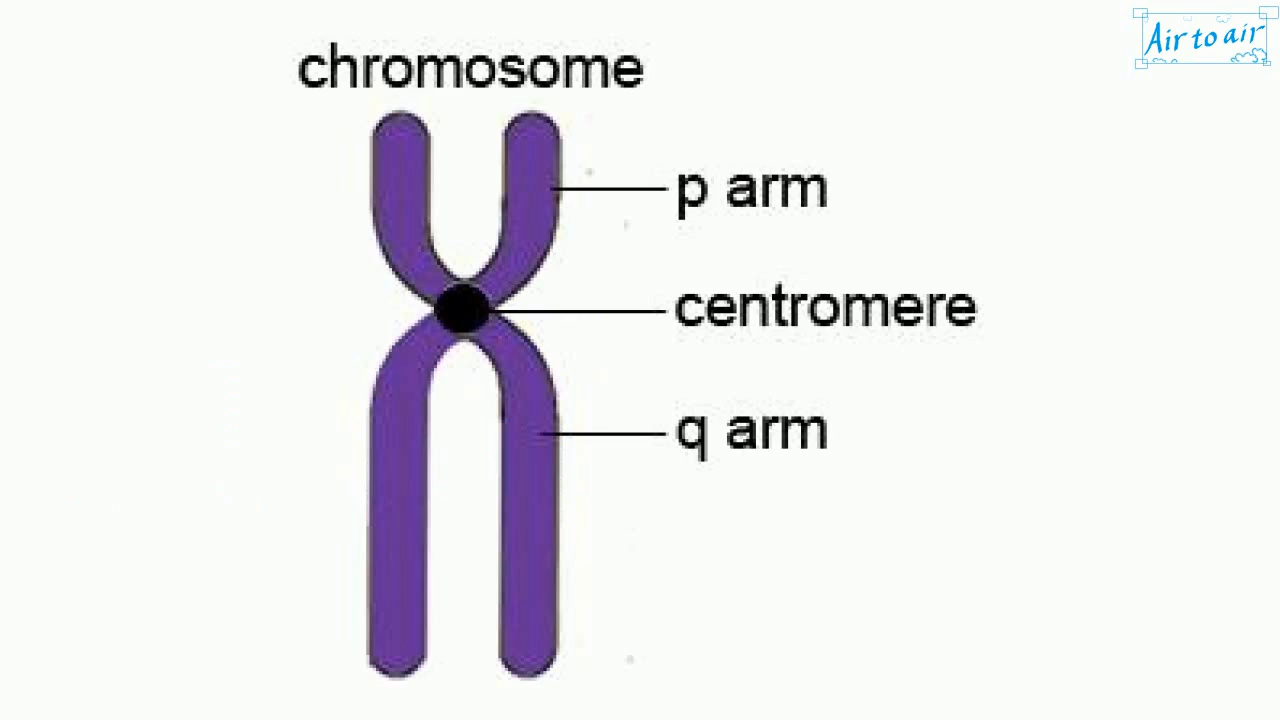 Air to air
chromosome
p arm
centromere
q arm